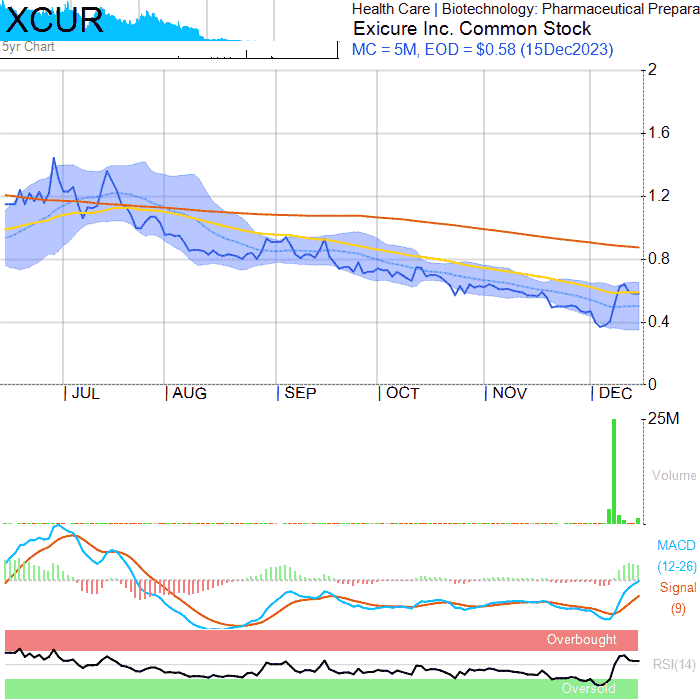 XCUR
Health Care | Biotechnology: Pharmaceutical Prepara
Exicure Inc. Common Stock
5yr Chart
MC = 5M, EOD = $0.58 (15Dec2023)
2
1.6
1.2
0.8
0.4
0
| JUL | AUG | SEP | OCT | NOV | DEC
25M
Volume
MACD
(12-26)
Signal
(9)
Overbought
RSI(14)
Oversold